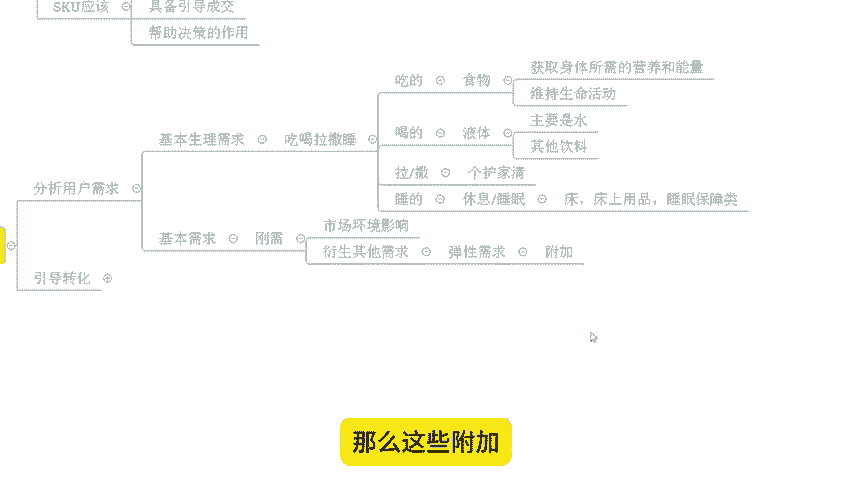 SKU应该
具备引导成交
帮助决策的作用
分析用户需求
基本生理需求
吃喝拉撒睡
吃的
食物
获取身体所需的营养和能量
维持生命活动
喝的
液体
主要是水
其他饮料
拉/撒
个护家清
睡的
休息/睡眠
床，床上用品，睡眠保障类
基本需求
刚需
市场环境影响
衍生其他需求
弹性需求
附加
引导转化
那么这些附加